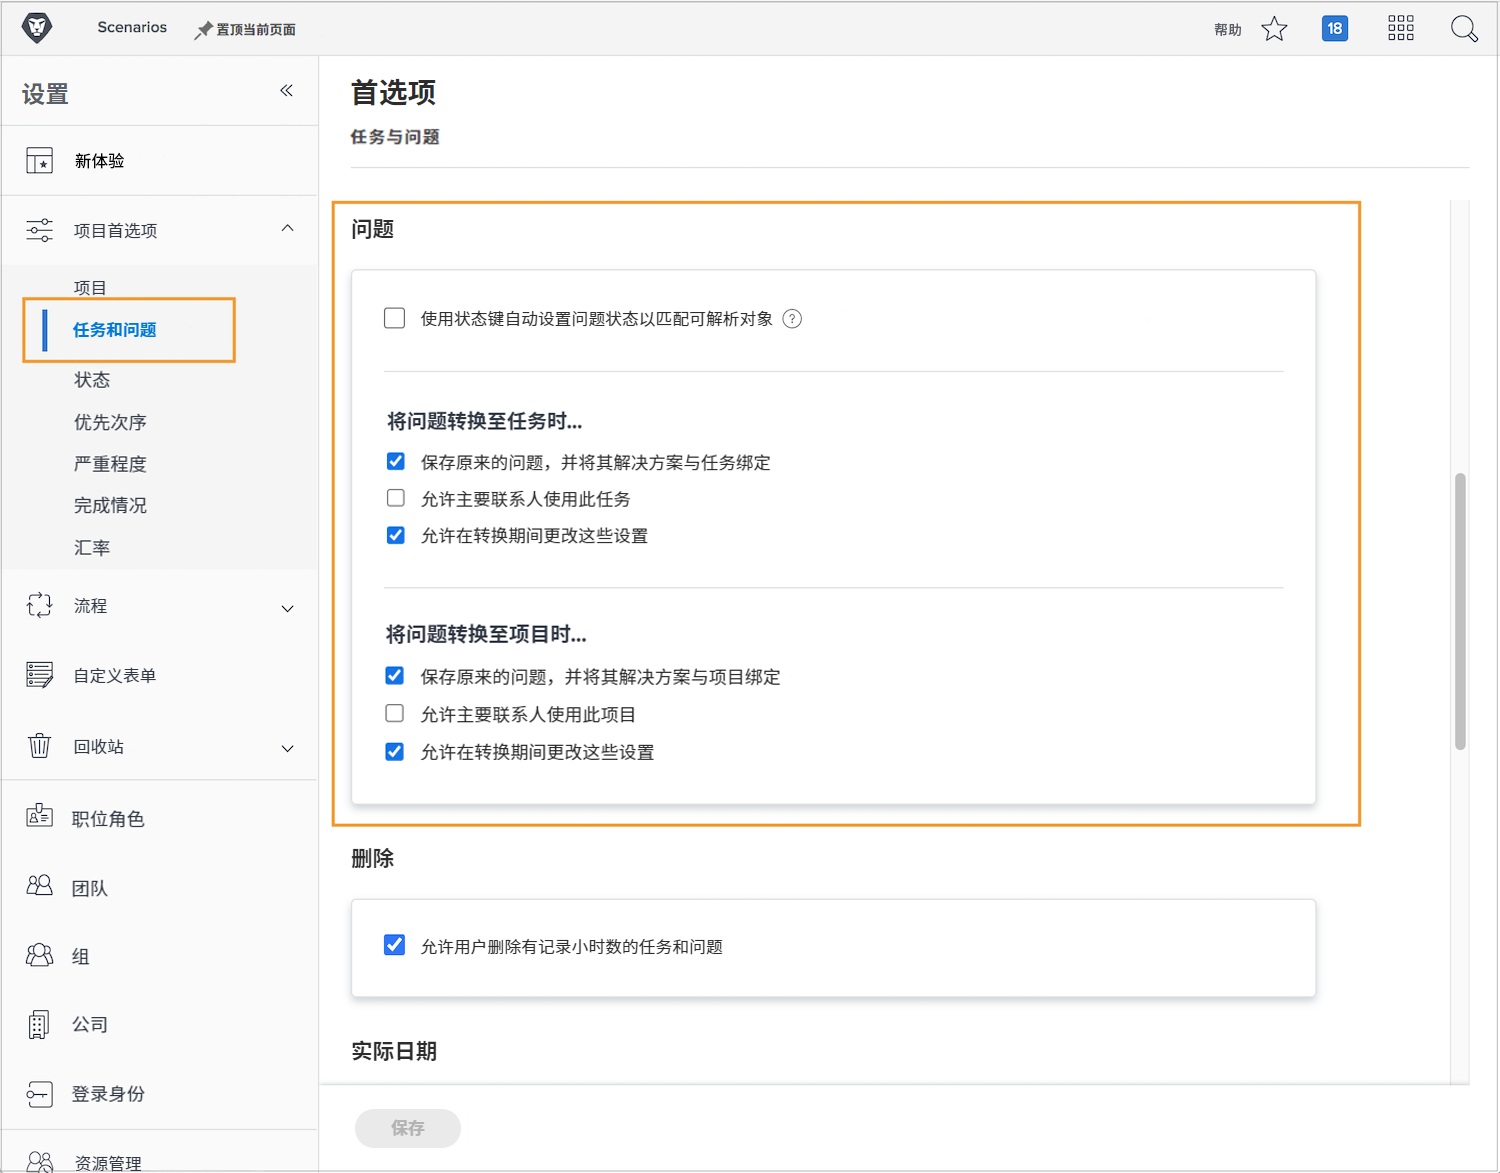 Scenarios
置顶当前页面
帮助
18
设置
新体验
项目首选项
项目
任务和问题
状态
优先次序
严重程度
完成情况
汇率
流程
自定义表单
回收站
职位角色
团队
组
公司
登录身份
资源管理
首选项
任务与问题
问题
使用状态键自动设置问题状态以匹配可解析对象 ?
将问题转换至任务时...
保存原来的问题，并将其解决方案与任务绑定
允许主要联系人使用此任务
允许在转换期间更改这些设置
将问题转换至项目时...
保存原来的问题，并将其解决方案与项目绑定
允许主要联系人使用此项目
允许在转换期间更改这些设置
删除
允许用户删除有记录小时数的任务和问题
实际日期
保存